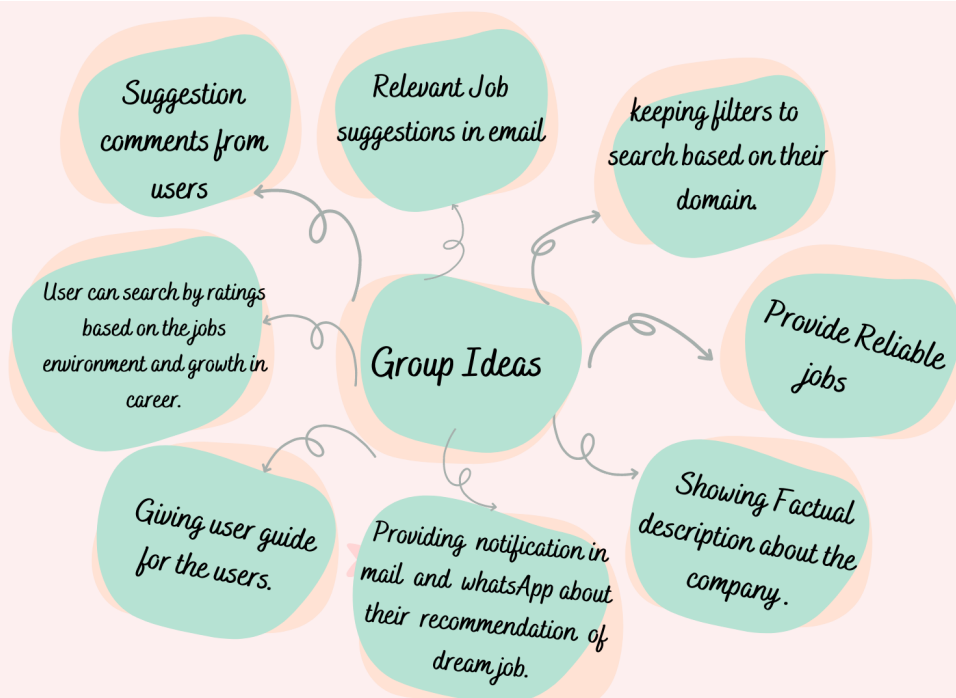 Suggestion
comments from
users
Relevant Job
suggestions in email
keeping filters to
search based on their
domain.
User can search by ratings
based on the jobs
environment and growth in
career.
Group Ideas
Provide Reliable
jobs
Giving user guide
for the users.
Providing notification in
mail and whatsApp about
their recommendation of
dream job.
Showing Factual
description about the
company.